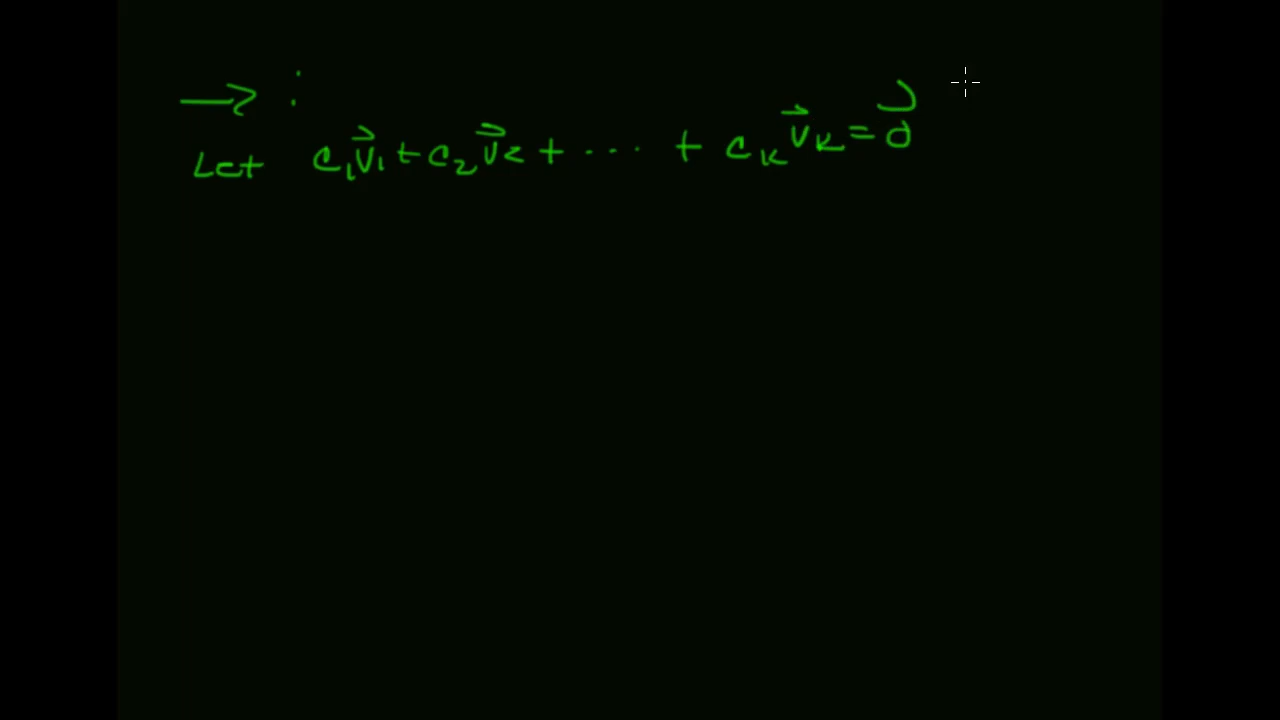 → :
Let c₁v⃗₁ + c₂v⃗₂ + ... + cₖv⃗ₖ = 0⃗